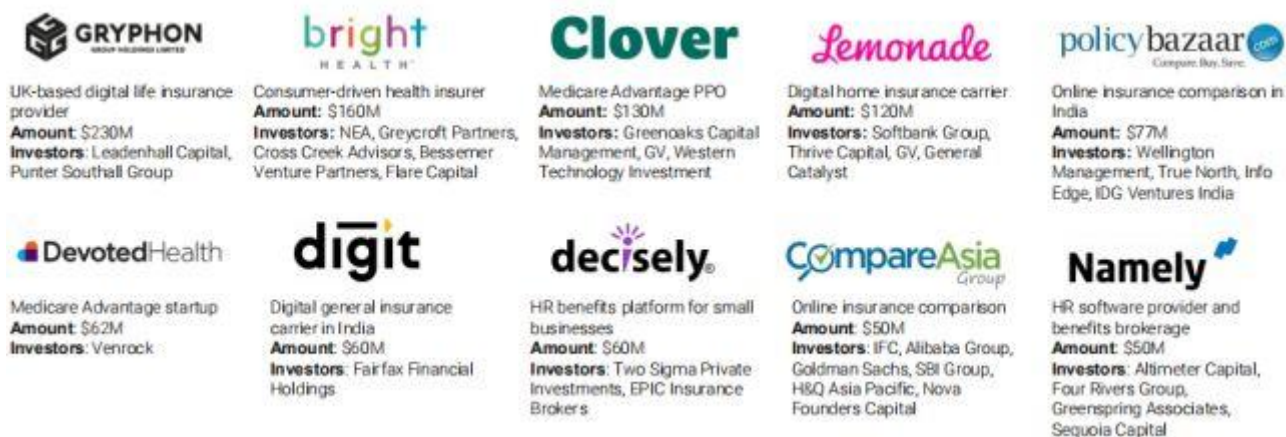 GRYPHON
GROUP HOLDINGS LIMITED
UK-based digital life insurance
provider
Amount: $230M
Investors: Leadenhall Capital,
Punter Southall Group
bright
HEALTH
Consumer-driven health insurer
Amount: $160M
Investors: NEA, Greycroft Partners,
Cross Creek Advisors, Bessemer
Venture Partners, Flare Capital
Clover
Medicare Advantage PPO
Amount: $130M
Investors: Greenoaks Capital
Management, GV, Western
Technology Investment
Lemonade
Digital home insurance carrier
Amount: $120M
Investors: Softbank Group,
Thrive Capital, GV, General
Catalyst
policybazaar.com
Compare. Buy. Save.
Online insurance comparison in
India
Amount: $77M
Investors: Wellington
Management, True North, Info
Edge, IDG Ventures India
DevotedHealth
Medicare Advantage startup
Amount: $62M
Investors: Venrock
digit
Digital general insurance
carrier in India
Amount: $60M
Investors: Fairfax Financial
Holdings
decisely®
HR benefits platform for small
businesses
Amount: $60M
Investors: Two Sigma Private
Investments, EPIC Insurance
Brokers
CompareAsia
Group
Online insurance comparison
Amount: $50M
Investors: IFC, Alibaba Group,
Goldman Sachs, SBI Group,
H&Q Asia Pacific, Nova
Founders Capital
Namely
HR software provider and
benefits brokerage
Amount: $50M
Investors: Altimeter Capital,
Four Rivers Group,
Greenspring Associates,
Sequoia Capital